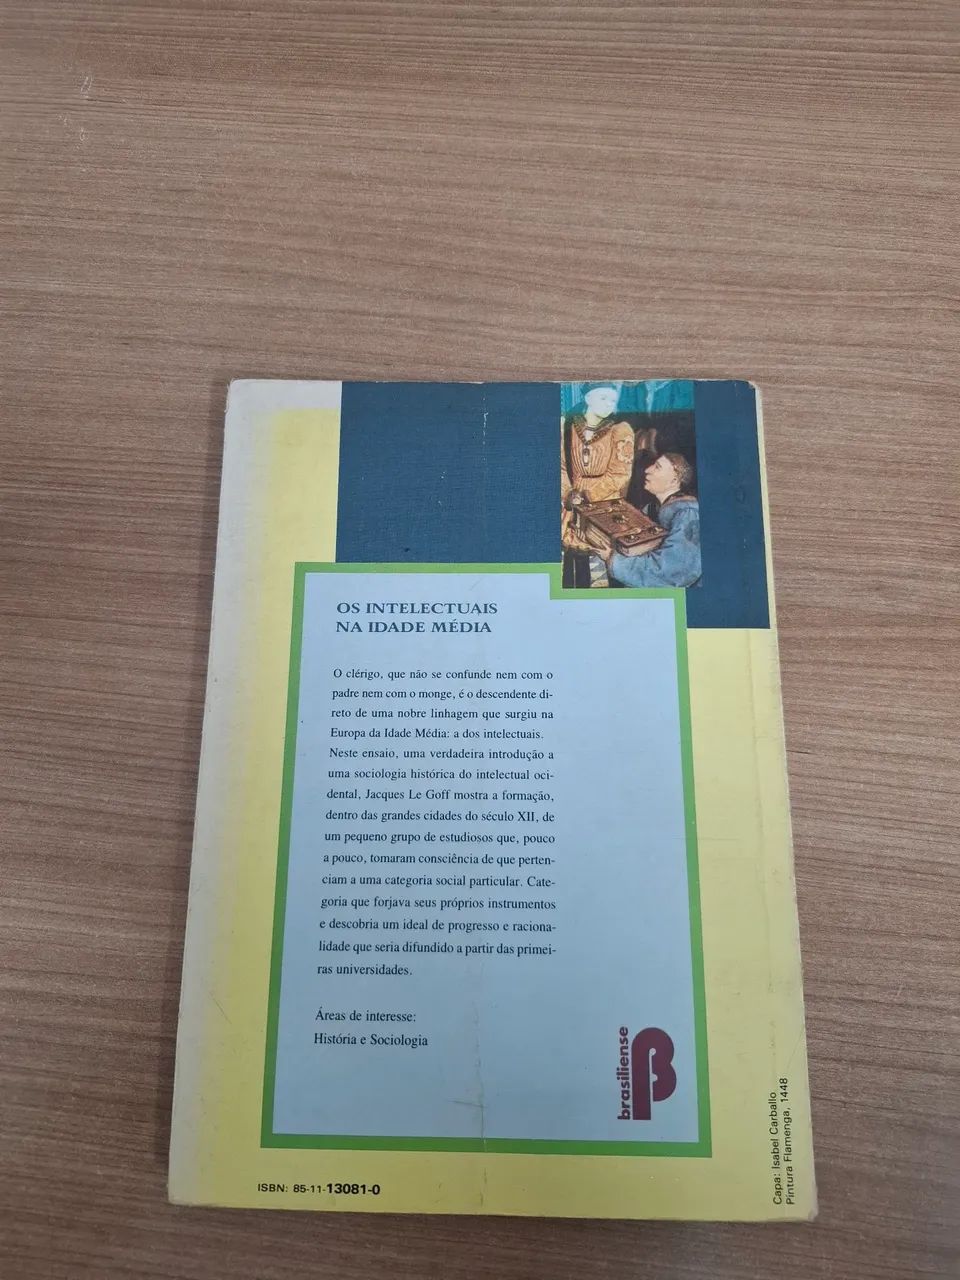 OS INTELECTUAIS
NA IDADE MÉDIA
O clérigo, que não se confunde nem com o
padre nem com o monge, é o descendente di-
reto de uma nobre linhagem que surgiu na
Europa da Idade Média: a dos intelectuais.
Neste ensaio, uma verdadeira introdução a
uma sociologia histórica do intelectual oci-
dental, Jacques Le Goff mostra a formação,
dentro das grandes cidades do século XII, de
um pequeno grupo de estudiosos que, pouco
a pouco, tomaram consciência de que perten-
ciam a uma categoria social particular. Cate-
goria que forjava seus próprios instrumentos
e descobria um ideal de progresso e raciona-
lidade que seria difundido a partir das primei-
ras universidades.
Áreas de interesse:
História e Sociologia
brasiliense
ISBN: 85-11-13081-0
Capa: Isabel Carballo
Pintura Flamenga, 1448